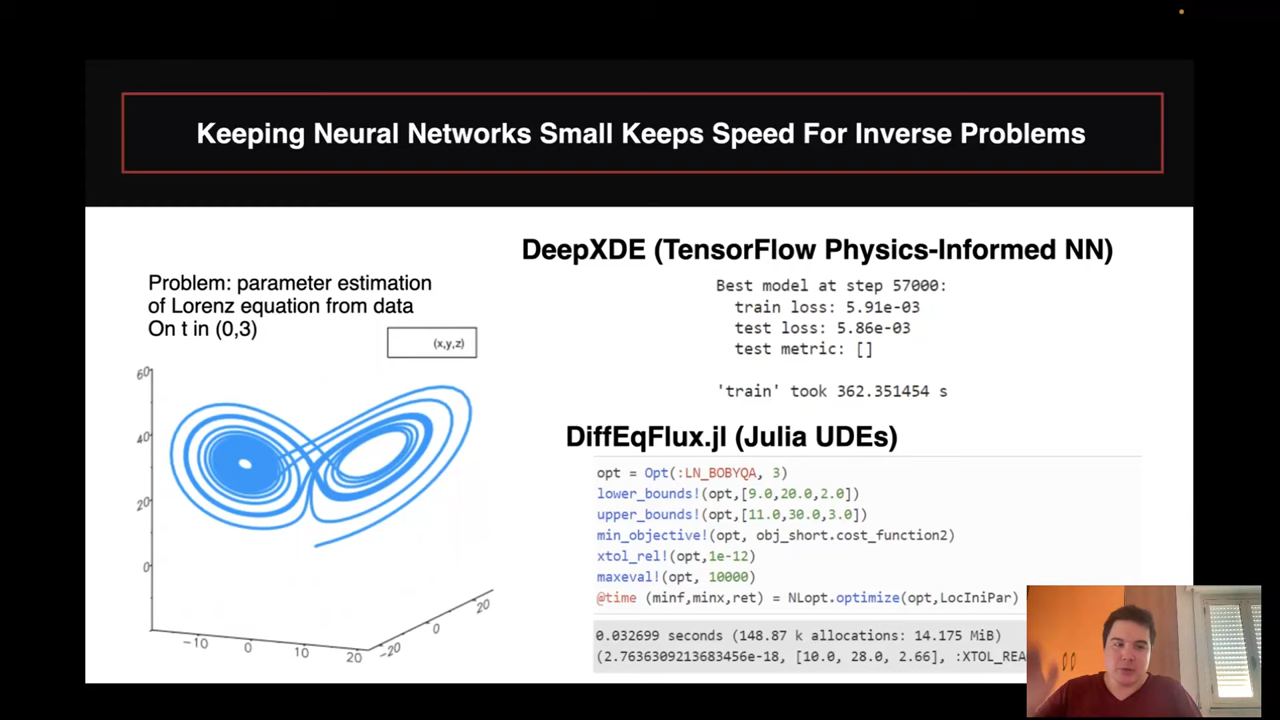 Keeping Neural Networks Small Keeps Speed For Inverse Problems
Problem: parameter estimation
of Lorenz equation from data
On t in (0,3)
(x,y,z)
60
40
20
0
−10
0
10
20
−20
0
20
DeepXDE (TensorFlow Physics-Informed NN)
Best model at step 57000:
train loss: 5.91e-03
test loss: 5.86e-03
test metric: []
'train' took 362.351454 s
DiffEqFlux.jl (Julia UDEs)
opt = Opt(:LN_BOBYQA, 3)
lower_bounds!(opt,[9.0,20.0,2.0])
upper_bounds!(opt,[11.0,30.0,3.0])
min_objective!(opt, obj_short.cost_function2)
xtol_rel!(opt,1e-12)
maxeval!(opt, 10000)
@time (minf,minx,ret) = NLopt.optimize(opt,LocIniPar)
0.032699 seconds (148.87 k allocations: 14.175 MiB)
(2.7636309213683456e-18, [10.0, 28.0, 2.66], :XTOL_REA